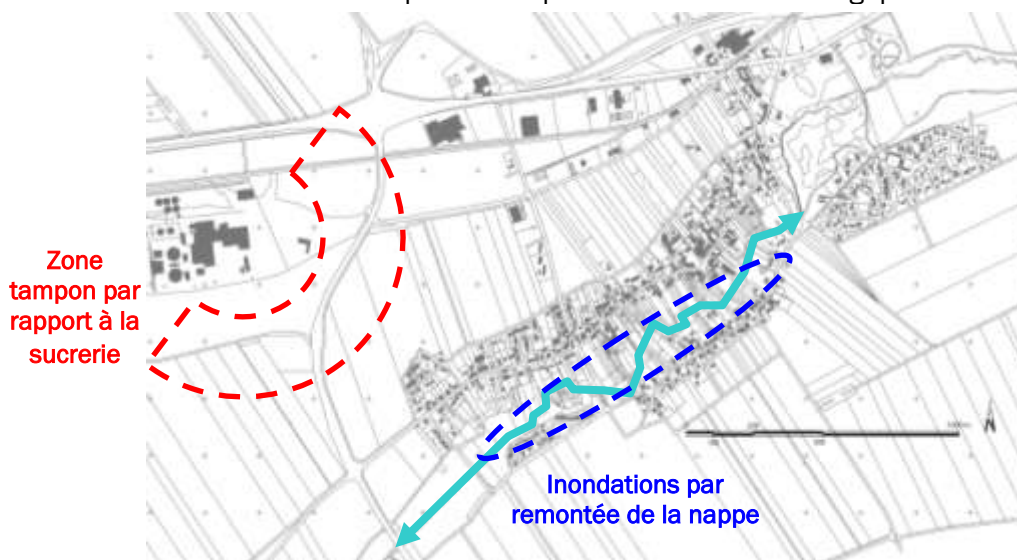 Zone
tampon par
rapport à la
sucrerie
Inondations par
remontée de la nappe
N